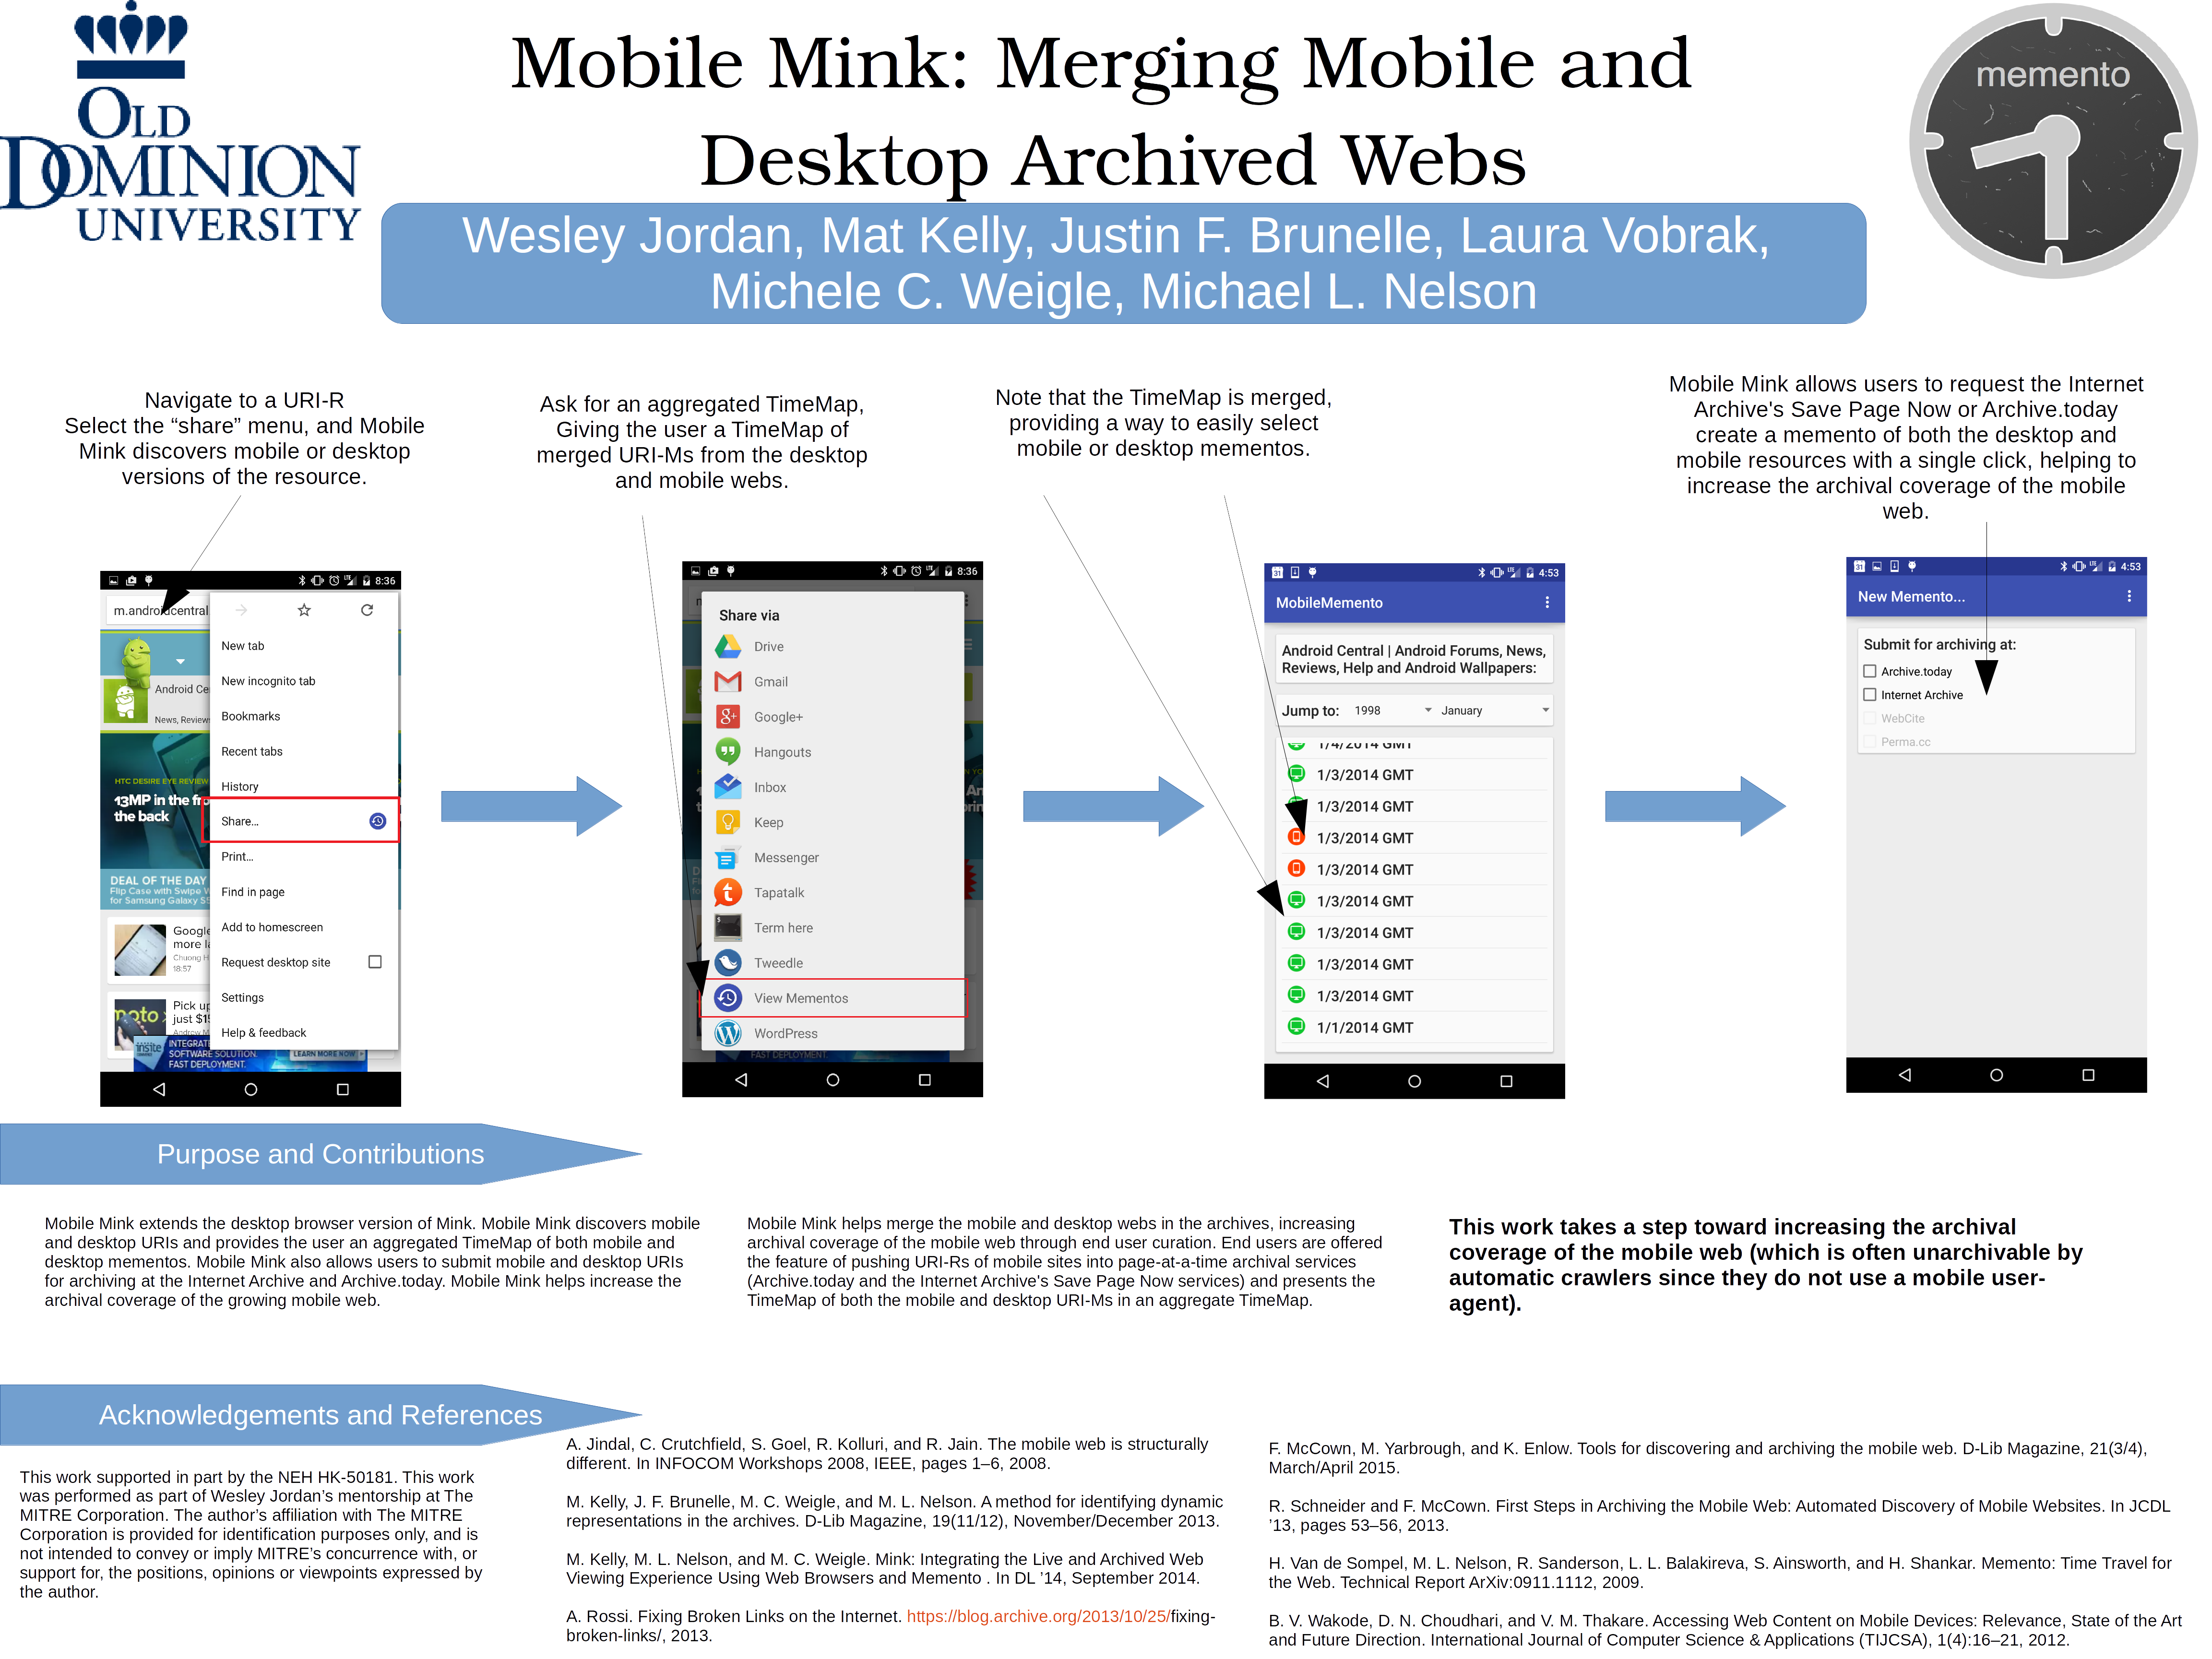 OLD
DOMINION
UNIVERSITY
Mobile Mink: Merging Mobile and
Desktop Archived Webs
memento
Wesley Jordan, Mat Kelly, Justin F. Brunelle, Laura Vobrak,
Michele C. Weigle, Michael L. Nelson
Navigate to a URI-R
Select the “share” menu, and Mobile
Mink discovers mobile or desktop
versions of the resource.
Ask for an aggregated TimeMap,
Giving the user a TimeMap of
merged URI-Ms from the desktop
and mobile webs.
Note that the TimeMap is merged,
providing a way to easily select
mobile or desktop mementos.
Mobile Mink allows users to request the Internet
Archive's Save Page Now or Archive.today
create a memento of both the desktop and
mobile resources with a single click, helping to
increase the archival coverage of the mobile
web.
8:36
m.androidcentral
New tab
New incognito tab
Android Ce
Bookmarks
News, Reviews
Recent tabs
HTC DESIRE EYE REVIEW
History
13MP in the fro
the back
Share...
Print...
DEAL OF THE DAY
Flip Case with Swipe W
for Samsung Galaxy S5
Find in page
Add to homescreen
Google
more la
Chuong H
18:57
Request desktop site
Settings
Pick up
just $15
Andrew M
moto
Help & feedback
insite
INTEGRAT
SOFTWARE SOLUTION.
FAST DEPLOYMENT.
LEARN MORE NOW
8:36
Share via
Drive
Gmail
Google+
Hangouts
Inbox
Keep
Messenger
Tapatalk
Term here
Tweedle
View Mementos
WordPress
FAST DEPLOYMENT.
31
4:53
MobileMemento
Android Central | Android Forums, News,
Reviews, Help and Android Wallpapers:
Jump to: 1998 January
1/4/2014 GMT
1/3/2014 GMT
1/3/2014 GMT
1/3/2014 GMT
1/3/2014 GMT
1/3/2014 GMT
1/3/2014 GMT
1/3/2014 GMT
1/3/2014 GMT
1/1/2014 GMT
31
4:53
New Memento...
Submit for archiving at:
Archive.today
Internet Archive
WebCite
Perma.cc
Purpose and Contributions
Mobile Mink extends the desktop browser version of Mink. Mobile Mink discovers mobile
and desktop URIs and provides the user an aggregated TimeMap of both mobile and
desktop mementos. Mobile Mink also allows users to submit mobile and desktop URIs
for archiving at the Internet Archive and Archive.today. Mobile Mink helps increase the
archival coverage of the growing mobile web.
Mobile Mink helps merge the mobile and desktop webs in the archives, increasing
archival coverage of the mobile web through end user curation. End users are offered
the feature of pushing URI-Rs of mobile sites into page-at-a-time archival services
(Archive.today and the Internet Archive's Save Page Now services) and presents the
TimeMap of both the mobile and desktop URI-Ms in an aggregate TimeMap.
This work takes a step toward increasing the archival
coverage of the mobile web (which is often unarchivable by
automatic crawlers since they do not use a mobile user-
agent).
Acknowledgements and References
This work supported in part by the NEH HK-50181. This work
was performed as part of Wesley Jordan’s mentorship at The
MITRE Corporation. The author’s affiliation with The MITRE
Corporation is provided for identification purposes only, and is
not intended to convey or imply MITRE’s concurrence with, or
support for, the positions, opinions or viewpoints expressed by
the author.
A. Jindal, C. Crutchfield, S. Goel, R. Kolluri, and R. Jain. The mobile web is structurally
different. In INFOCOM Workshops 2008, IEEE, pages 1–6, 2008.
M. Kelly, J. F. Brunelle, M. C. Weigle, and M. L. Nelson. A method for identifying dynamic
representations in the archives. D-Lib Magazine, 19(11/12), November/December 2013.
M. Kelly, M. L. Nelson, and M. C. Weigle. Mink: Integrating the Live and Archived Web
Viewing Experience Using Web Browsers and Memento . In DL ’14, September 2014.
A. Rossi. Fixing Broken Links on the Internet. https://blog.archive.org/2013/10/25/fixing-
broken-links/, 2013.
F. McCown, M. Yarbrough, and K. Enlow. Tools for discovering and archiving the mobile web. D-Lib Magazine, 21(3/4),
March/April 2015.
R. Schneider and F. McCown. First Steps in Archiving the Mobile Web: Automated Discovery of Mobile Websites. In JCDL
’13, pages 53–56, 2013.
H. Van de Sompel, M. L. Nelson, R. Sanderson, L. L. Balakireva, S. Ainsworth, and H. Shankar. Memento: Time Travel for
the Web. Technical Report ArXiv:0911.1112, 2009.
B. V. Wakode, D. N. Choudhari, and V. M. Thakare. Accessing Web Content on Mobile Devices: Relevance, State of the Art
and Future Direction. International Journal of Computer Science & Applications (TIJCSA), 1(4):16–21, 2012.